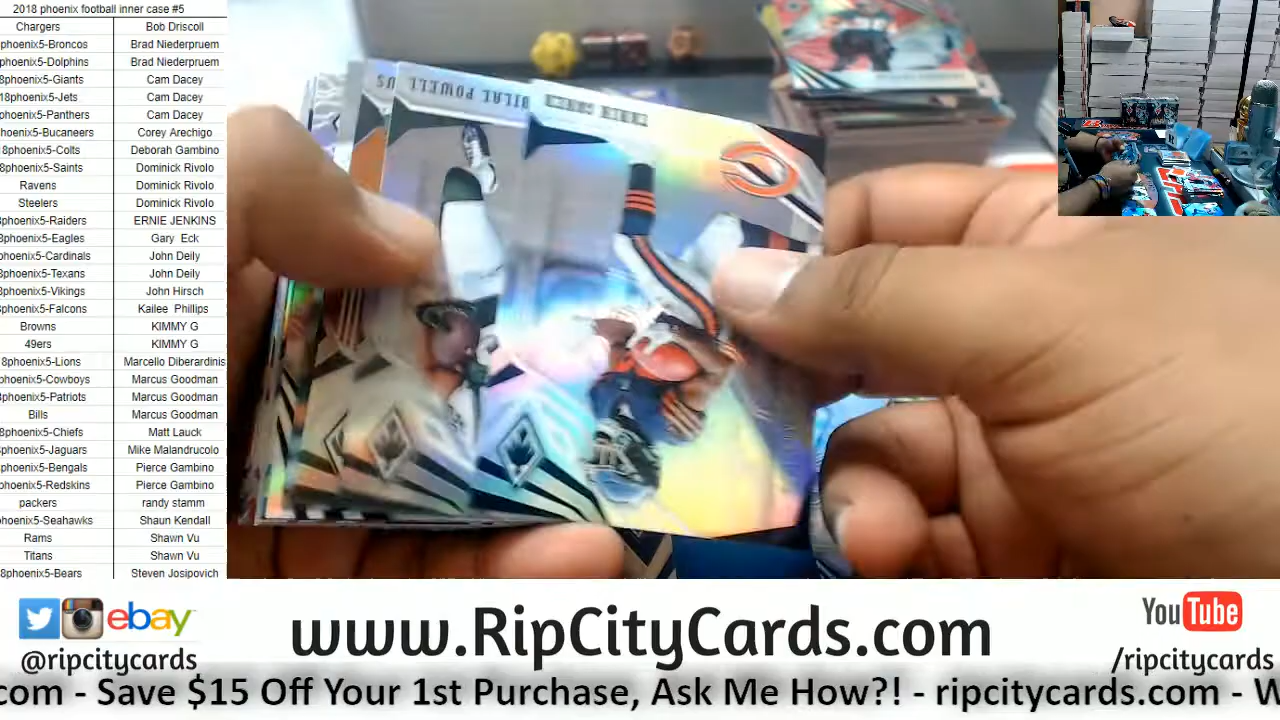 2018 phoenix football inner case #5
Chargers Bob Driscoll
phoenix5-Broncos Brad Niederpruem
phoenix5-Dolphins Brad Niederpruem
8phoenix5-Giants Cam Dacey
18phoenix5-Jets Cam Dacey
phoenix5-Panthers Cam Dacey
hoenix5-Bucaneers Corey Arechigo
8phoenix5-Colts Deborah Gambino
8phoenix5-Saints Dominick Rivolo
Ravens Dominick Rivolo
Steelers Dominick Rivolo
8phoenix5-Raiders ERNIE JENKINS
8phoenix5-Eagles Gary Eck
phoenix5-Cardinals John Deily
8phoenix5-Texans John Deily
8phoenix5-Vikings John Hirsch
8phoenix5-Falcons Kailee Phillips
Browns KIMMY G
49ers KIMMY G
8phoenix5-Lions Marcello Diberardinis
phoenix5-Cowboys Marcus Goodman
8phoenix5-Patriots Marcus Goodman
Bills Marcus Goodman
8phoenix5-Chiefs Matt Lauck
phoenix5-Jaguars Mike Malandrucolo
phoenix5-Bengals Pierce Gambino
phoenix5-Redskins Pierce Gambino
packers randy stamm
hoenix5-Seahawks Shaun Kendall
Rams Shawn Vu
Titans Shawn Vu
8phoenix5-Bears Steven Josipovich
BILAL POWELL
ebay
@ripcitycards
www.RipCityCards.com
YouTube
/ripcitycards
.com - Save $15 Off Your 1st Purchase, Ask Me How?! - ripcitycards.com - W